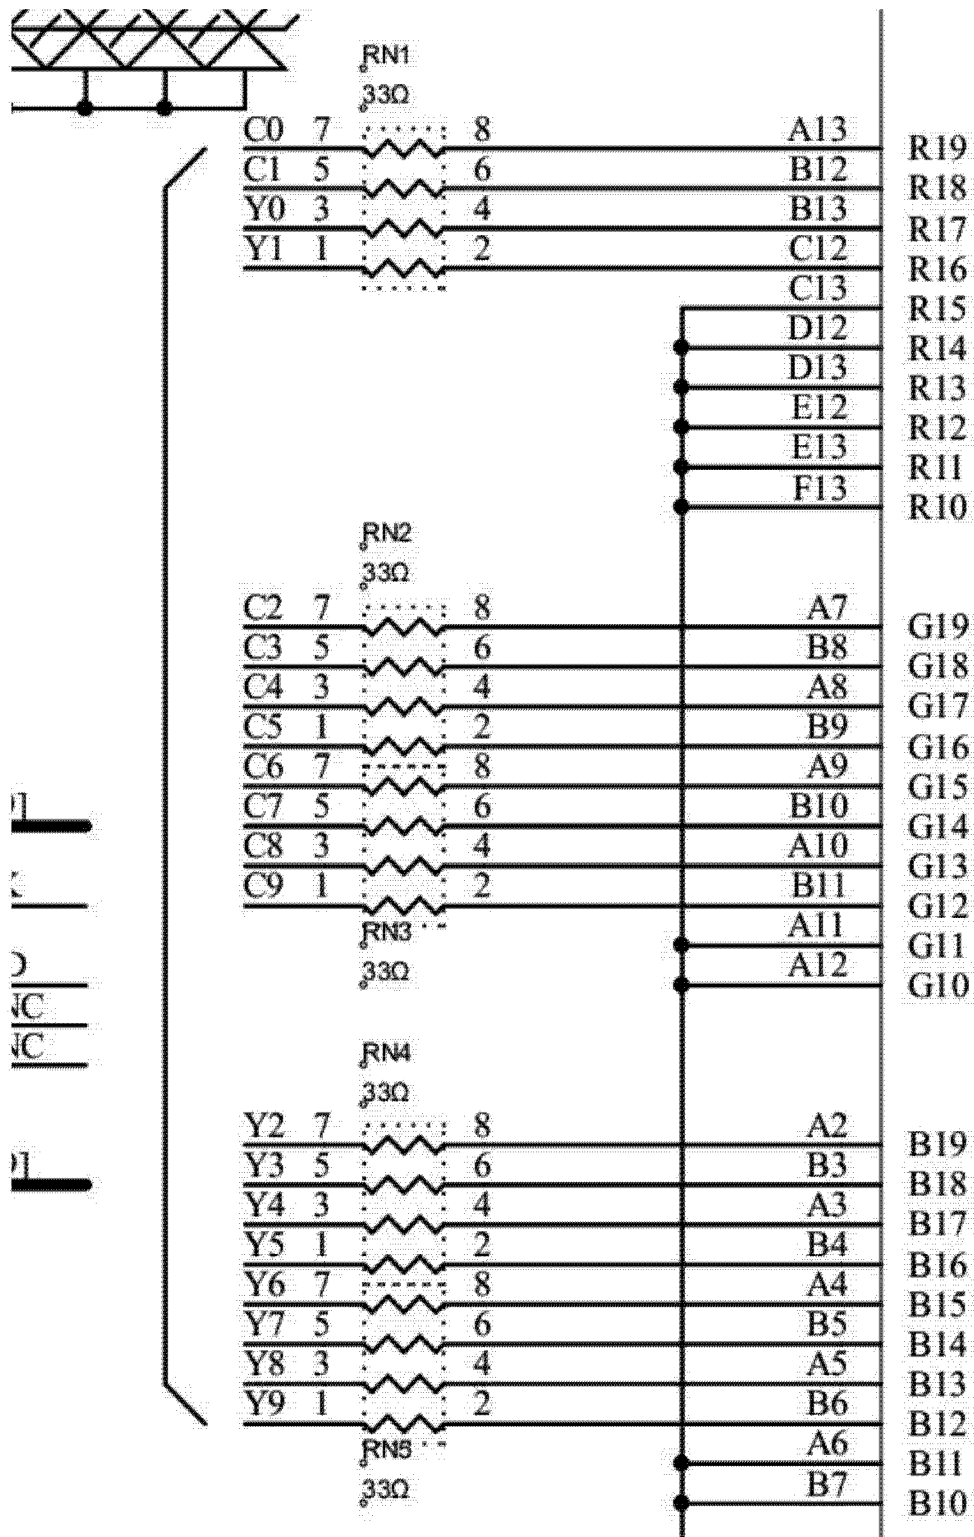 RN1
33Ω
C0 7 8 A13 R19
C1 5 6 B12 R18
Y0 3 4 B13 R17
Y1 1 2 C12 R16
C13 R15
D12 R14
D13 R13
E12 R12
E13 R11
F13 R10
RN2
33Ω
C2 7 8 A7 G19
C3 5 6 B8 G18
C4 3 4 A8 G17
C5 1 2 B9 G16
C6 7 8 A9 G15
C7 5 6 B10 G14
C8 3 4 A10 G13
C9 1 2 B11 G12
RN3
A11 G11
33Ω
A12 G10
NC
NC
RN4
33Ω
Y2 7 8 A2 B19
Y3 5 6 B3 B18
Y4 3 4 A3 B17
Y5 1 2 B4 B16
Y6 7 8 A4 B15
Y7 5 6 B5 B14
Y8 3 4 A5 B13
Y9 1 2 B6 B12
RN5
A6 B11
33Ω
B7 B10